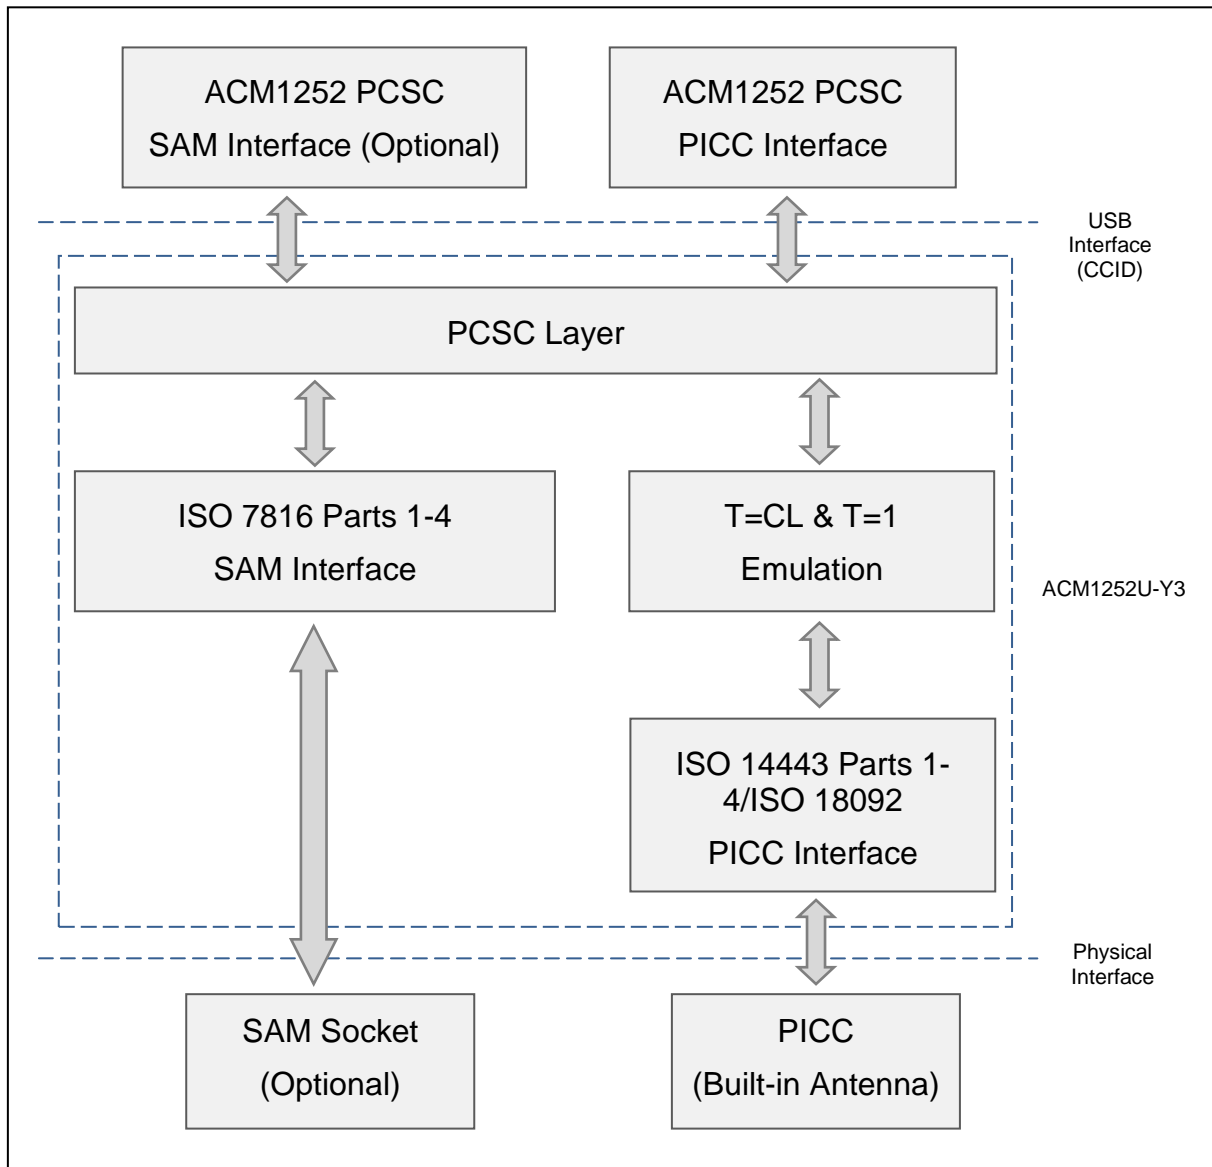 ACM1252 PCSC
SAM Interface (Optional)
ACM1252 PCSC
PICC Interface
USB
Interface
(CCID)
PCSC Layer
ISO 7816 Parts 1-4
SAM Interface
T=CL & T=1
Emulation
ACM1252U-Y3
ISO 14443 Parts 1-
4/ISO 18092
PICC Interface
Physical
Interface
SAM Socket
(Optional)
PICC
(Built-in Antenna)